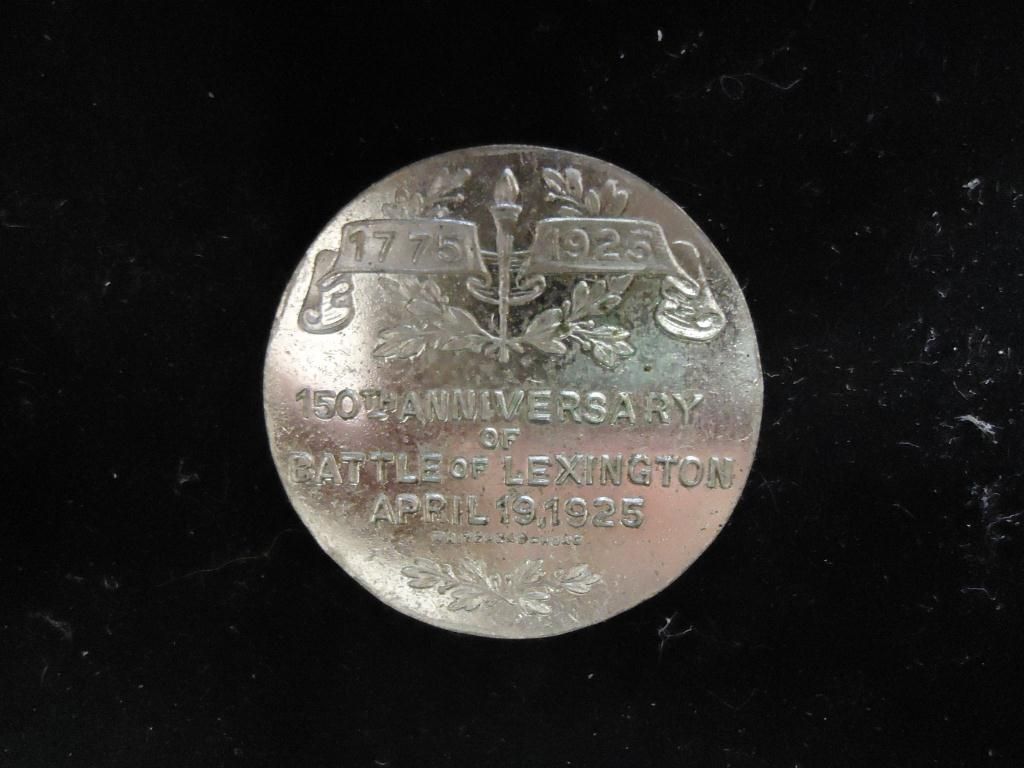 1775 1925
150TH ANNIVERSARY
OF
BATTLE OF LEXINGTON
APRIL 19, 1925